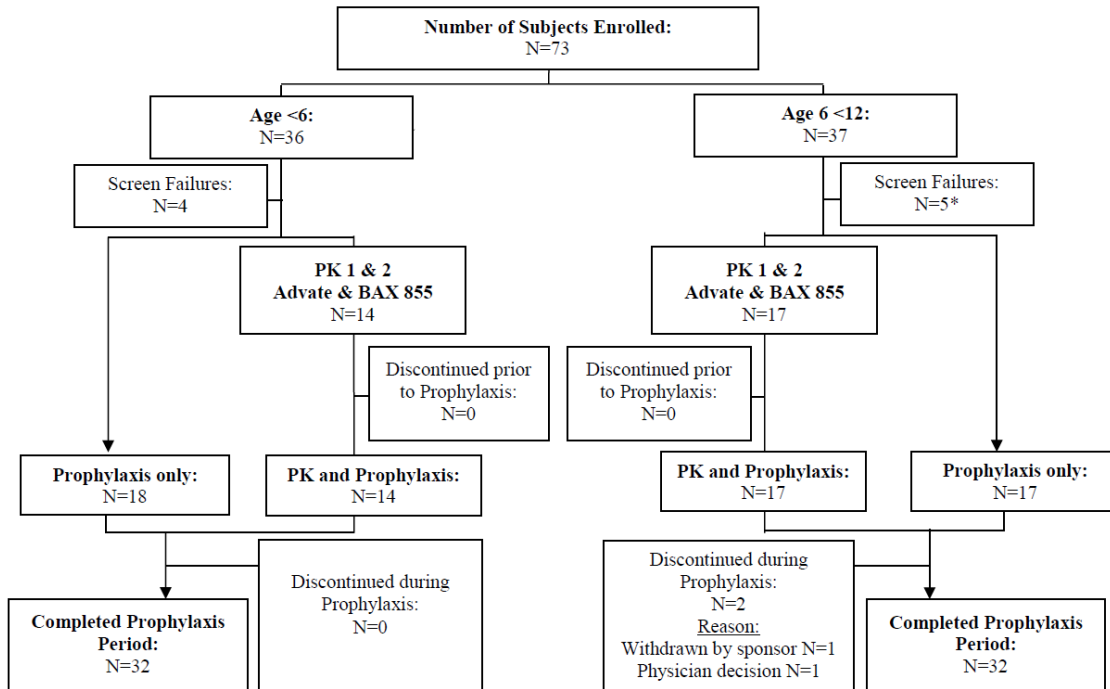 Number of Subjects Enrolled:
N=73
Age <6:
N=36
Age 6 <12:
N=37
Screen Failures:
N=4
Screen Failures:
N=5*
PK 1 & 2
Advate & BAX 855
N=14
PK 1 & 2
Advate & BAX 855
N=17
Discontinued prior
to Prophylaxis:
N=0
Discontinued prior
to Prophylaxis:
N=0
Prophylaxis only:
N=18
PK and Prophylaxis:
N=14
PK and Prophylaxis:
N=17
Prophylaxis only:
N=17
Completed Prophylaxis
Period:
N=32
Discontinued during
Prophylaxis:
N=0
Discontinued during
Prophylaxis:
N=2
Reason:
Withdrawn by sponsor N=1
Physician decision N=1
Completed Prophylaxis
Period:
N=32